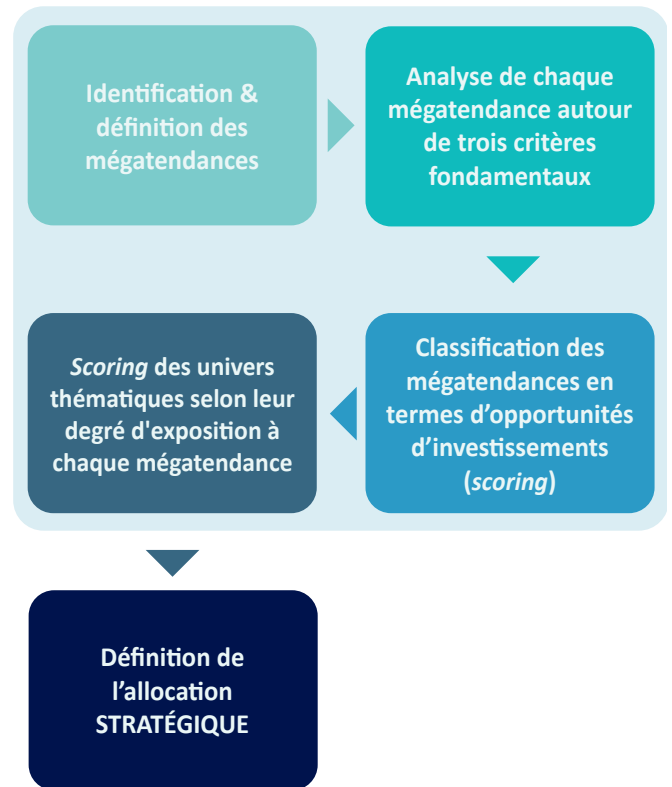 Identification &
définition des
mégatendances
Analyse de chaque
mégatendance autour
de trois critères
fondamentaux
Classification des
mégatendances en
termes d’opportunités
d’investissements
(scoring)
Scoring des univers
thématiques selon leur
degré d'exposition à
chaque mégatendance
Définition de
l’allocation
STRATÉGIQUE